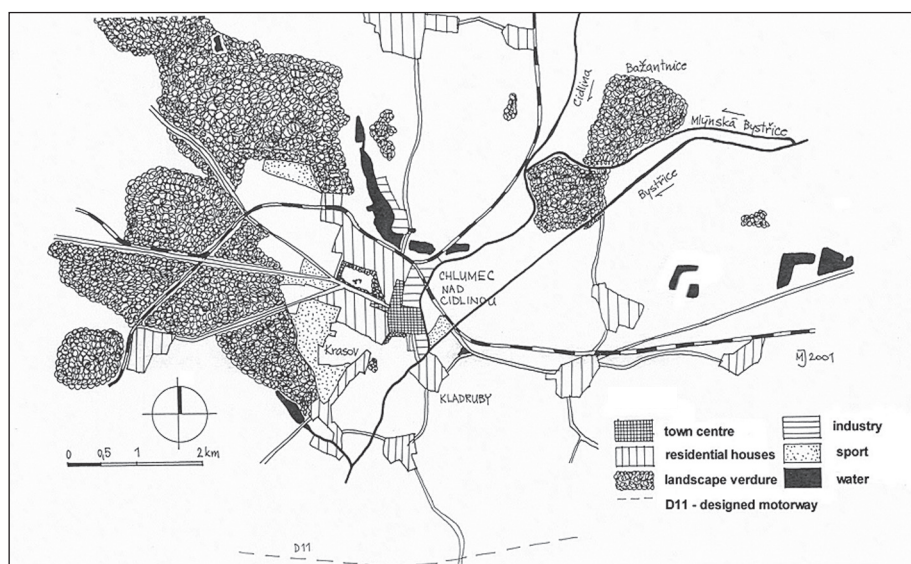 Bažantnice
Cidlina
Mlýnská Bystřice
Bystřice
CHLUMEC
NAD
CIDLINOU
Krasov
KLADRUBY
MJ 2001
0 0,5 1 2 km
town centre
residential houses
landscape verdure
D11 - designed motorway
industry
sport
water
D11